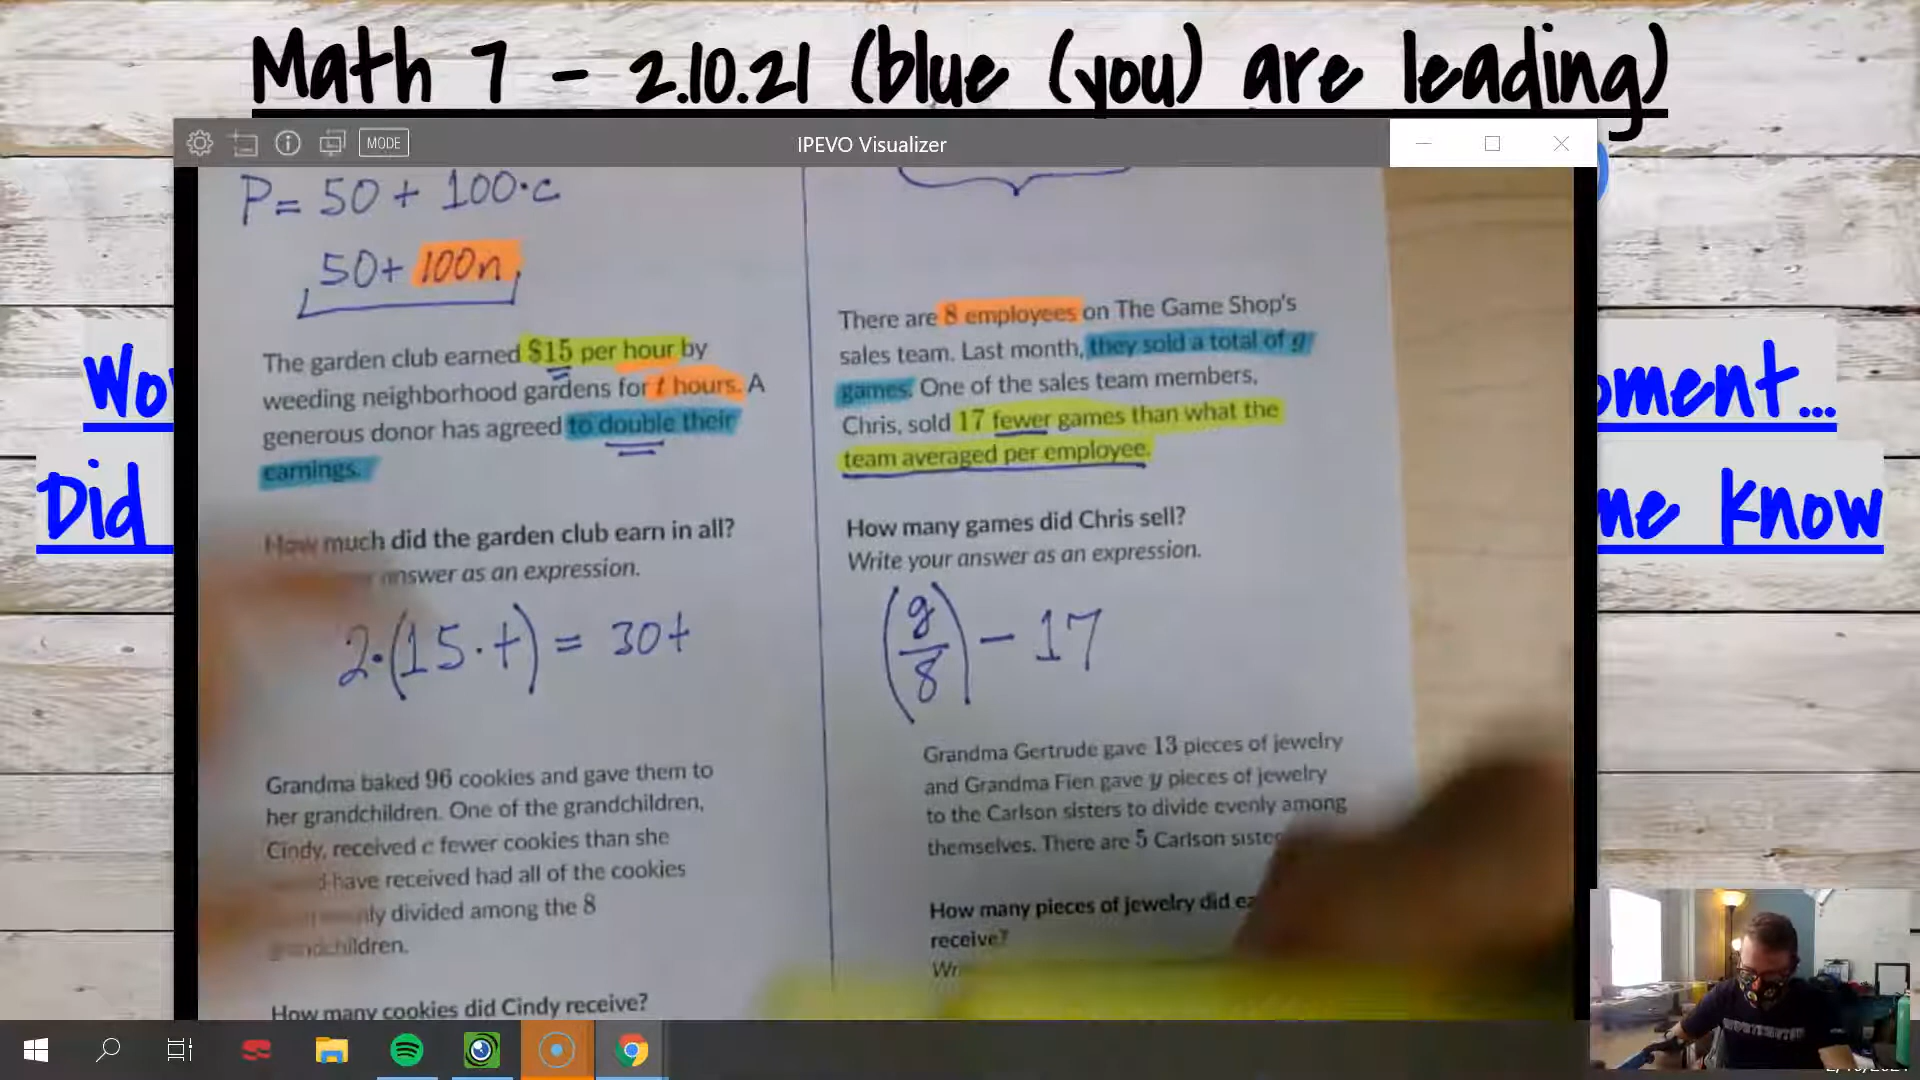 Math 7 - 2.10.21 (blue (you) are leading)
MODE
IPEVO Visualizer
P= 50 + 100·c
50+ 100n
The garden club earned $15 per hour by
weeding neighborhood gardens for t hours. A
generous donor has agreed to double their
earnings.
How much did the garden club earn in all?
answer as an expression.
2·(15·t) = 30t
Grandma baked 96 cookies and gave them to
her grandchildren. One of the grandchildren,
Cindy, received c fewer cookies than she
have received had all of the cookies
divided among the 8
grandchildren.
How many cookies did Cindy receive?
There are 8 employees on The Game Shop's
sales team. Last month, they sold a total of g
games. One of the sales team members,
Chris, sold 17 fewer games than what the
team averaged per employee.
How many games did Chris sell?
Write your answer as an expression.
(g/8) - 17
Grandma Gertrude gave 13 pieces of jewelry
and Grandma Fien gave y pieces of jewelry
to the Carlson sisters to divide evenly among
themselves. There are 5 Carlson
How many pieces of jewelry did
receive?
Did
me know